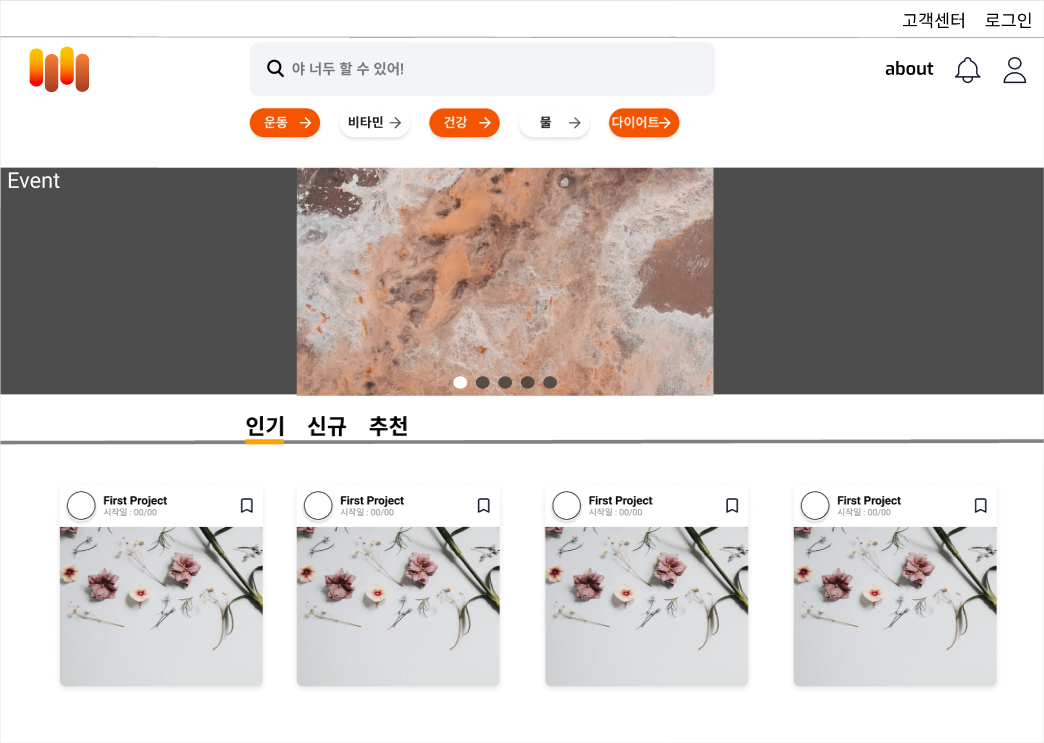 고객센터 로그인
야 너두 할 수 있어!
about
운동 비타민 건강 물 다이어트
Event
인기 신규 추천
First Project First Project First Project First Project
시작일 : 00/00 시작일 : 00/00 시작일 : 00/00 시작일 : 00/00